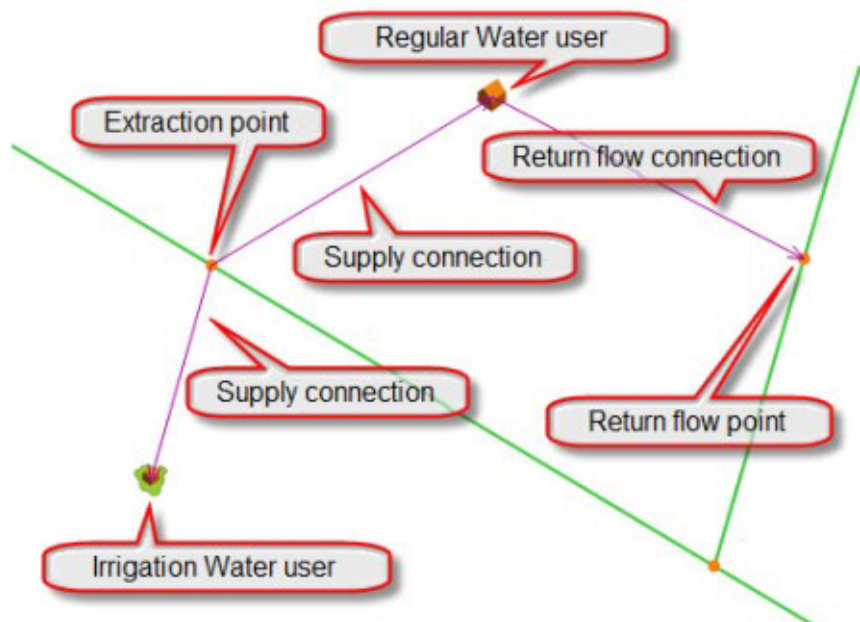 Regular Water user
Extraction point
Return flow connection
Supply connection
Supply connection
Return flow point
Irrigation Water user